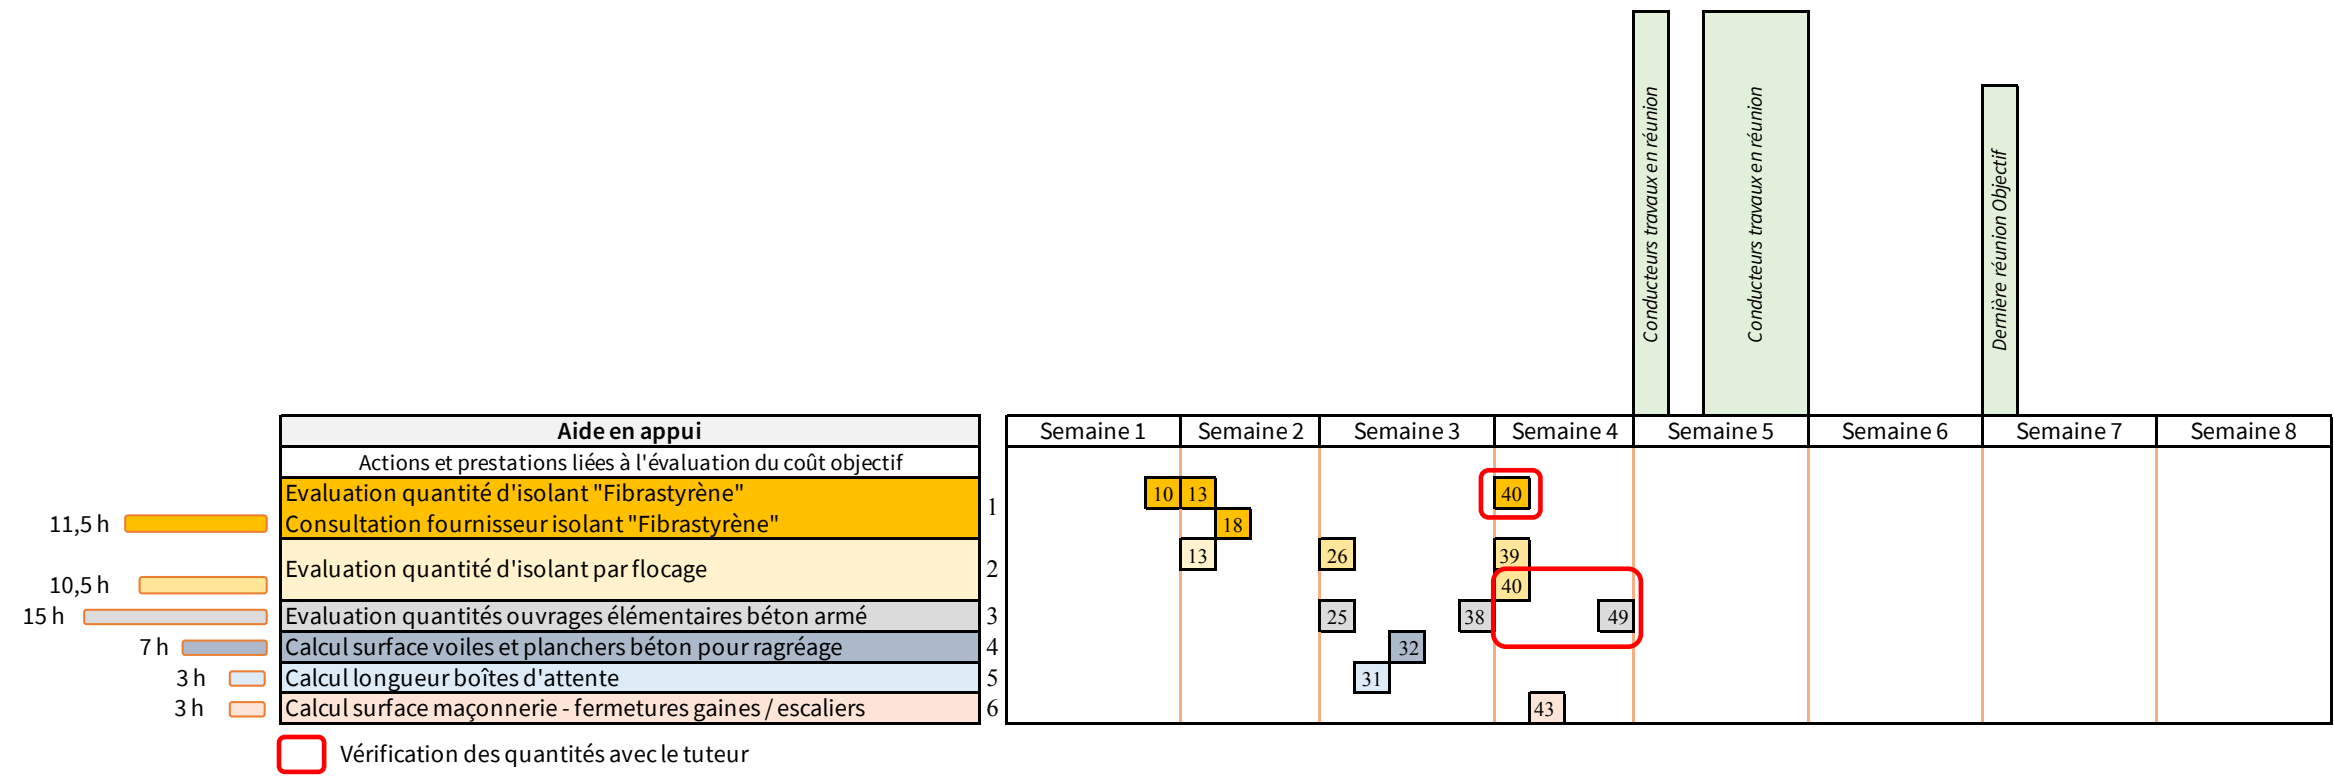 Conducteurs travaux en réunion
Conducteurs travaux en réunion
Dernière réunion Objectif
Aide en appui
Semaine 1 Semaine 2 Semaine 3 Semaine 4 Semaine 5 Semaine 6 Semaine 7 Semaine 8
Actions et prestations liées à l'évaluation du coût objectif
Evaluation quantité d'isolant "Fibrastyrène" 10 13 40
1
11,5 h Consultation fournisseur isolant "Fibrastyrène" 18
13 26 39
Evaluation quantité d'isolant par flocage 2
10,5 h 40
15 h Evaluation quantités ouvrages élémentaires béton armé 3 25 38 49
7 h Calcul surface voiles et planchers béton pour ragréage 4 32
3 h Calcul longueur boîtes d'attente 5 31
3 h Calcul surface maçonnerie - fermetures gaines / escaliers 6 43
Vérification des quantités avec le tuteur